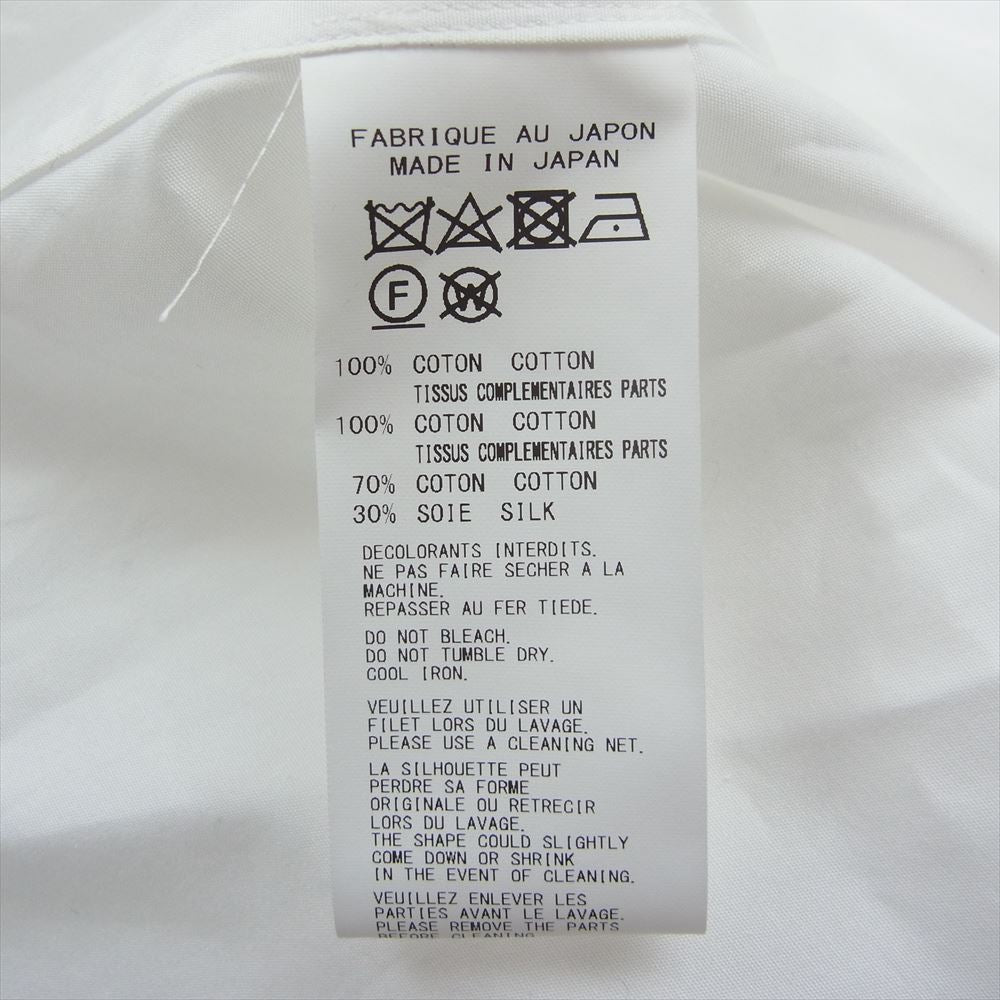 FABRIQUE AU JAPON
MADE IN JAPAN
F W
100% COTON COTTON
TISSUS COMPLEMENTAIRES PARTS
100% COTON COTTON
TISSUS COMPLEMENTAIRES PARTS
70% COTON COTTON
30% SOIE SILK
DECOLORANTS INTERDITS.
NE PAS FAIRE SECHER A LA
MACHINE.
REPASSER AU FER TIEDE.
DO NOT BLEACH.
DO NOT TUMBLE DRY.
COOL IRON.
VEUILLEZ UTILISER UN
FILET LORS DU LAVAGE.
PLEASE USE A CLEANING NET.
LA SILHOUETTE PEUT
PERDRE SA FORME
ORIGINALE OU RETRECIR
LORS DU LAVAGE.
THE SHAPE COULD SLIGHTLY
COME DOWN OR SHRINK
IN THE EVENT OF CLEANING.
VEUILLEZ ENLEVER LES
PARTIES AVANT LE LAVAGE.
PLEASE REMOVE THE PARTS
BEFORE CLEANING